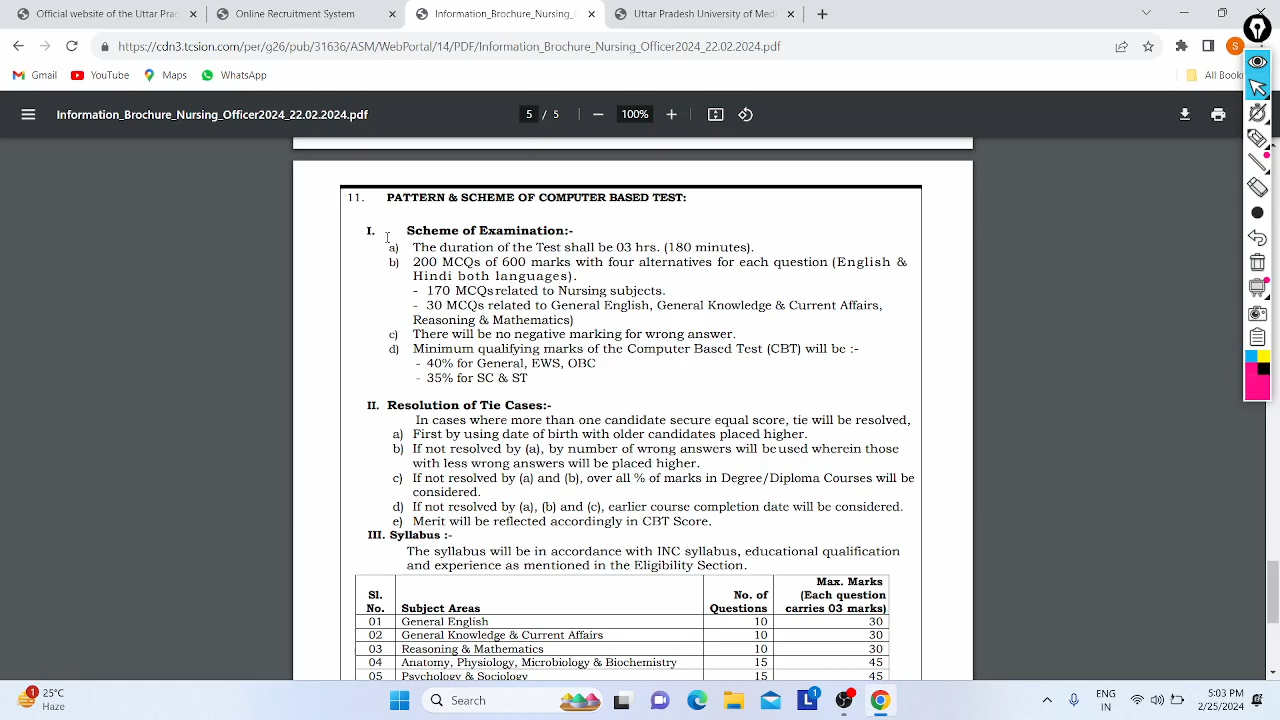 Official website of the Uttar Prac
Online Recruitment System
Information_Brochure_Nursing_O
Uttar Pradesh University of Med
https://cdn3.tcsion.com/per/g26/pub/31636/ASM/WebPortal/14/PDF/Information_Brochure_Nursing_Officer2024_22.02.2024.pdf
S
Gmail
YouTube
Maps
WhatsApp
All Book
Information_Brochure_Nursing_Officer2024_22.02.2024.pdf
5 / 5
100%
11. PATTERN & SCHEME OF COMPUTER BASED TEST:
I. Scheme of Examination:-
a) The duration of the Test shall be 03 hrs. (180 minutes).
b) 200 MCQs of 600 marks with four alternatives for each question (English &
Hindi both languages).
- 170 MCQs related to Nursing subjects.
- 30 MCQs related to General English, General Knowledge & Current Affairs,
Reasoning & Mathematics)
c) There will be no negative marking for wrong answer.
d) Minimum qualifying marks of the Computer Based Test (CBT) will be :-
- 40% for General, EWS, OBC
- 35% for SC & ST
II. Resolution of Tie Cases:-
In cases where more than one candidate secure equal score, tie will be resolved,
a) First by using date of birth with older candidates placed higher.
b) If not resolved by (a), by number of wrong answers will be used wherein those
with less wrong answers will be placed higher.
c) If not resolved by (a) and (b), over all % of marks in Degree/Diploma Courses will be
considered.
d) If not resolved by (a), (b) and (c), earlier course completion date will be considered.
e) Merit will be reflected accordingly in CBT Score.
III. Syllabus :-
The syllabus will be in accordance with INC syllabus, educational qualification
and experience as mentioned in the Eligibility Section.
Sl. No. Subject Areas No. of Questions Max. Marks (Each question carries 03 marks)
01 General English 10 30
02 General Knowledge & Current Affairs 10 30
03 Reasoning & Mathematics 10 30
04 Anatomy, Physiology, Microbiology & Biochemistry 15 45
05 Psychology & Sociology 15 45
1
25°C
Haze
Search
L
1
ENG
IN
5:03 PM
2/25/2024